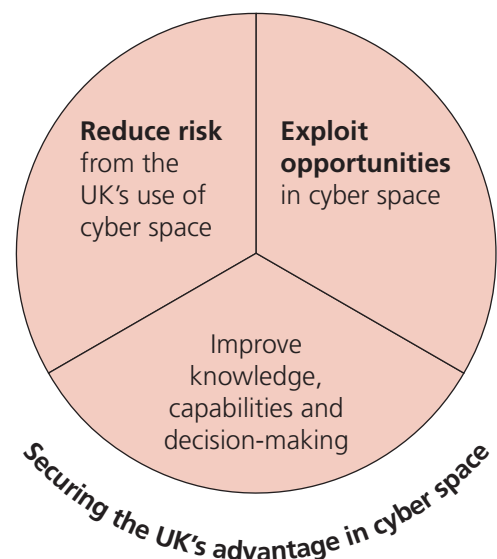 Reduce risk
from the
UK's use of
cyber space
Exploit
opportunities
in cyber space
Improve
knowledge,
capabilities and
decision-making
Securing the UK's advantage in cyber space